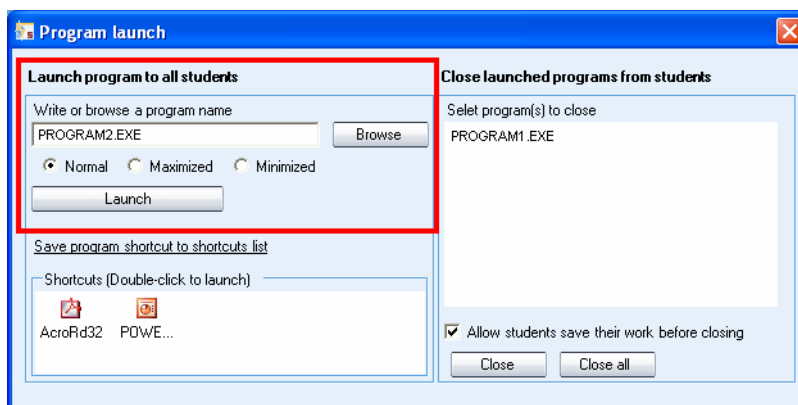 Program launch
Launch program to all students
Write or browse a program name
PROGRAM2.EXE
Browse
Normal Maximized Minimized
Launch
Save program shortcut to shortcuts list
Shortcuts (Double-click to launch)
AcroRd32 POWE...
Close launched programs from students
Selet program(s) to close
PROGRAM1.EXE
Allow students save their work before closing
Close Close all